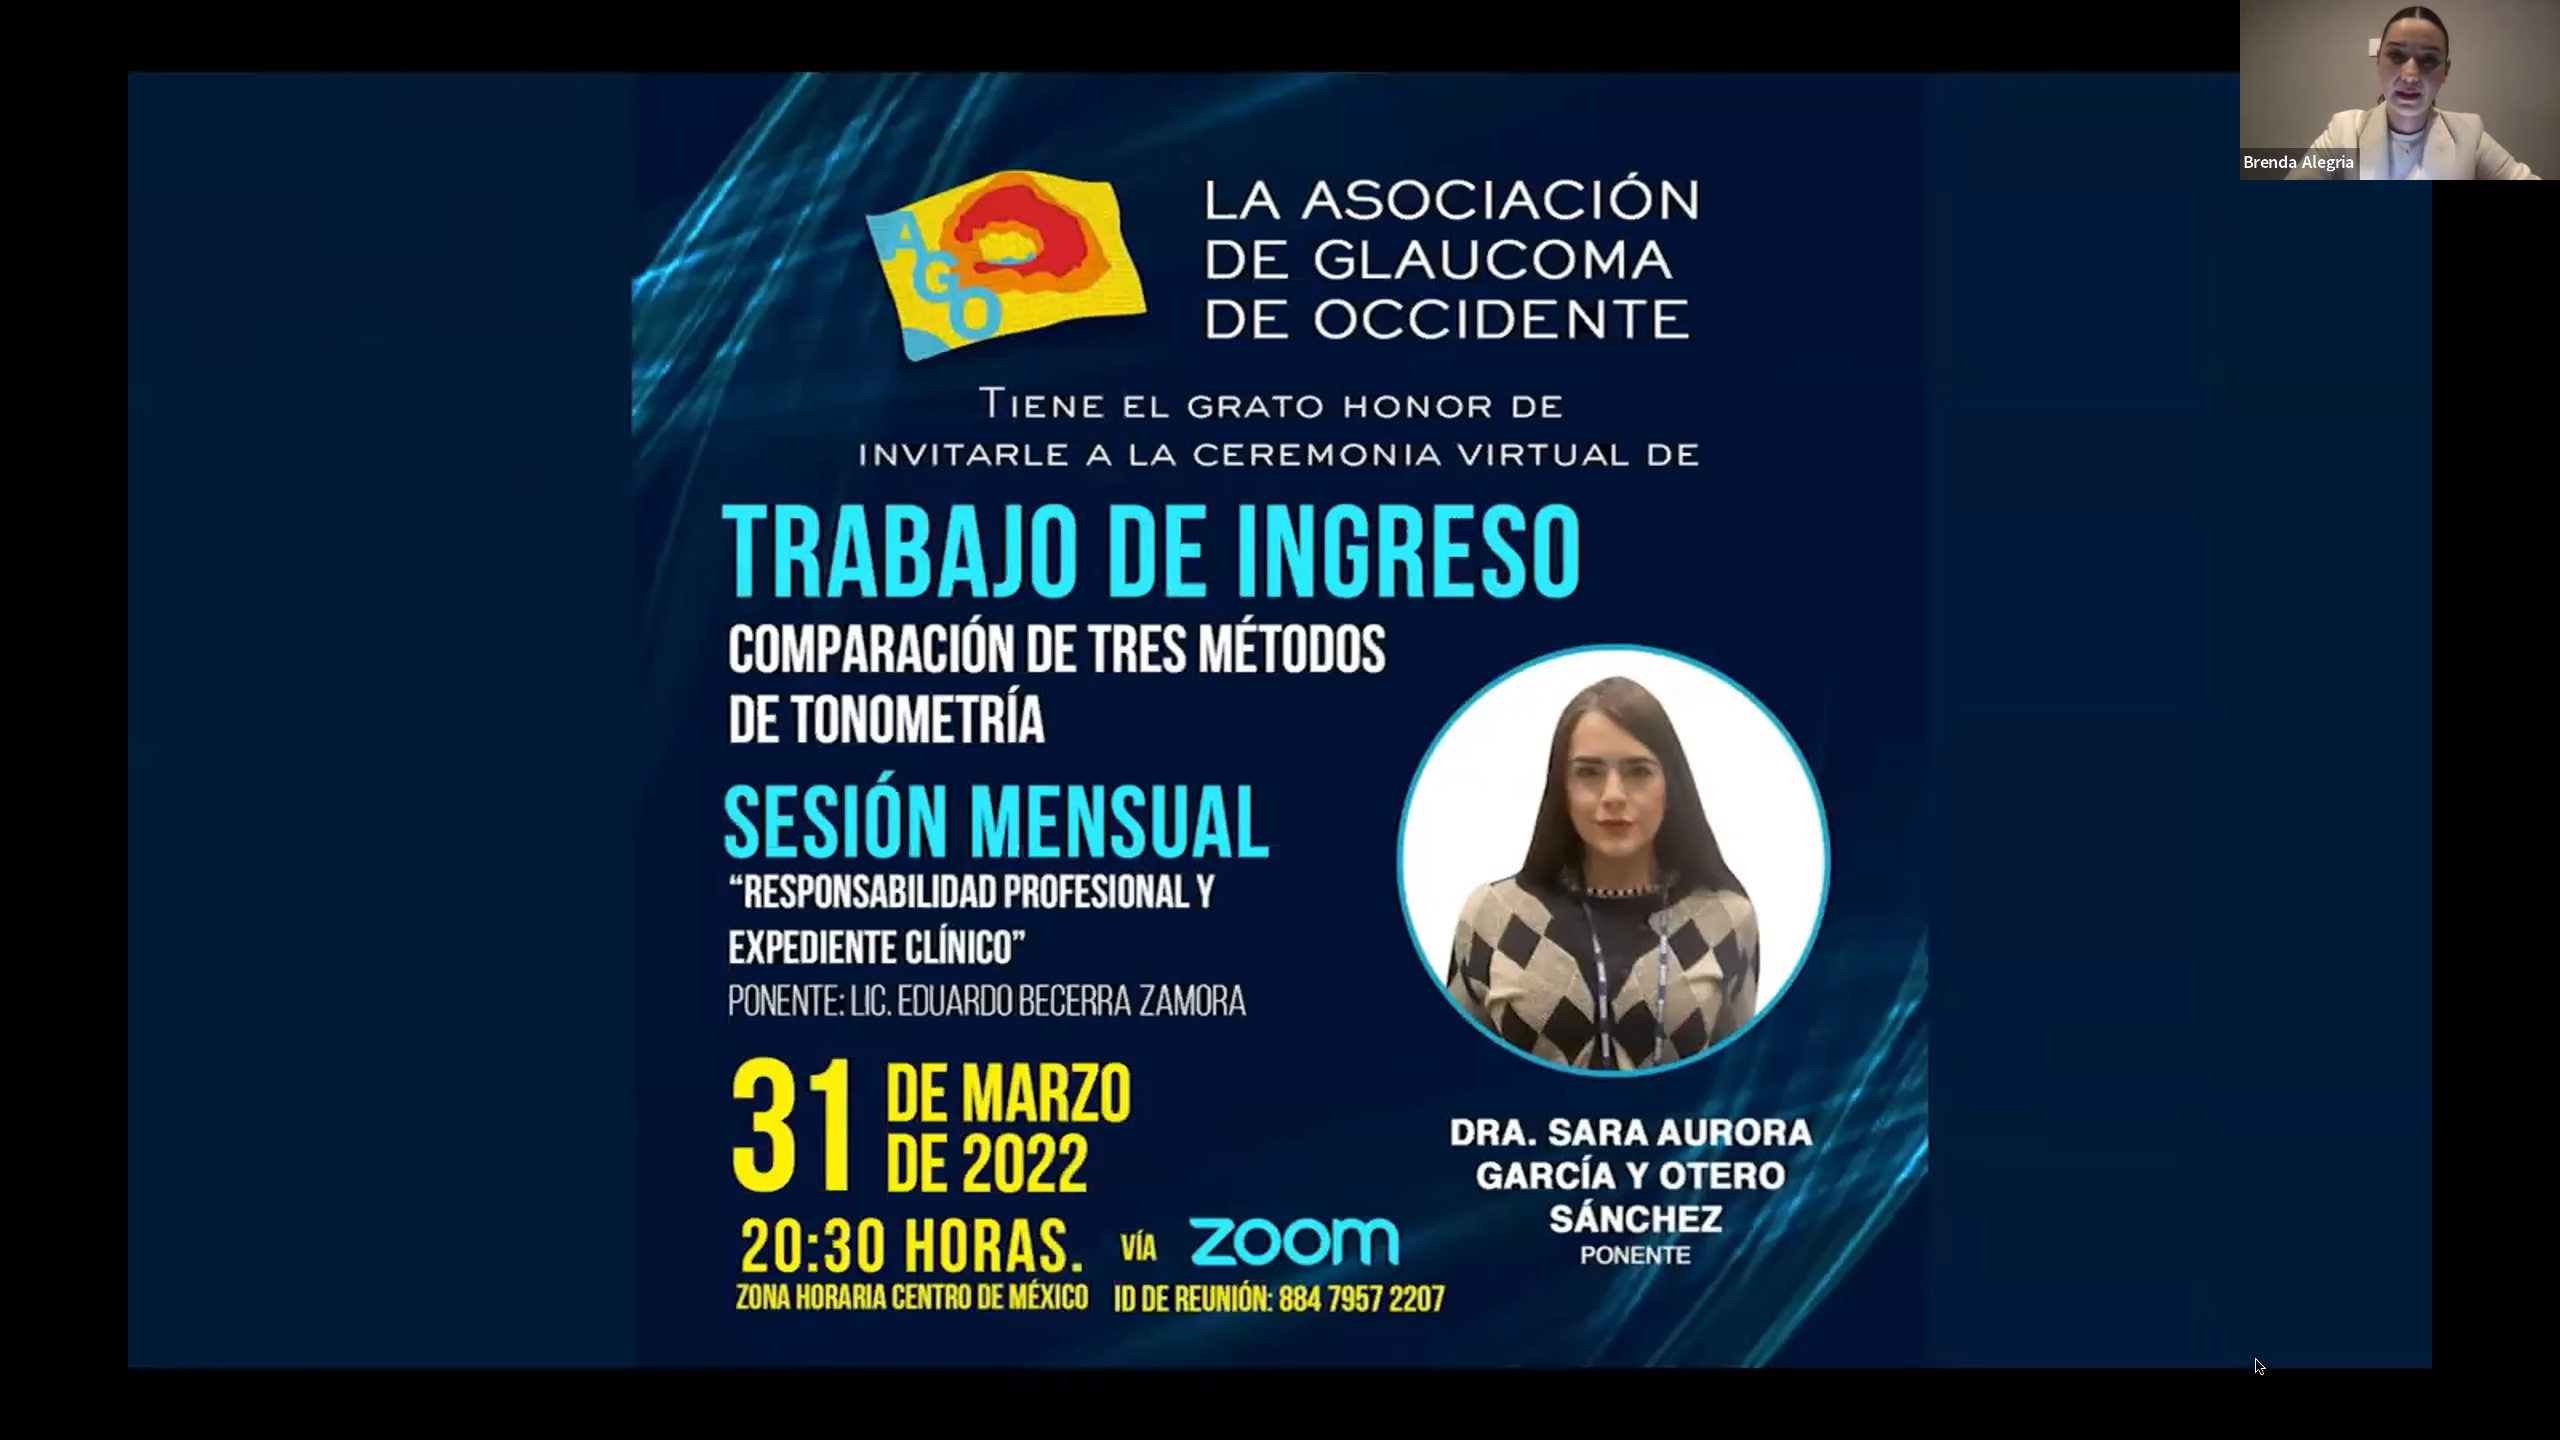 Brenda Alegria
AGO
LA ASOCIACIÓN
DE GLAUCOMA
DE OCCIDENTE
TIENE EL GRATO HONOR DE
INVITARLE A LA CEREMONIA VIRTUAL DE
TRABAJO DE INGRESO
COMPARACIÓN DE TRES MÉTODOS
DE TONOMETRÍA
SESIÓN MENSUAL
“RESPONSABILIDAD PROFESIONAL Y
EXPEDIENTE CLÍNICO”
PONENTE: LIC. EDUARDO BECERRA ZAMORA
31 DE MARZO
DE 2022
20:30 HORAS.
ZONA HORARIA CENTRO DE MÉXICO
VÍA zoom
ID DE REUNIÓN: 884 7957 2207
DRA. SARA AURORA
GARCÍA Y OTERO
SÁNCHEZ
PONENTE